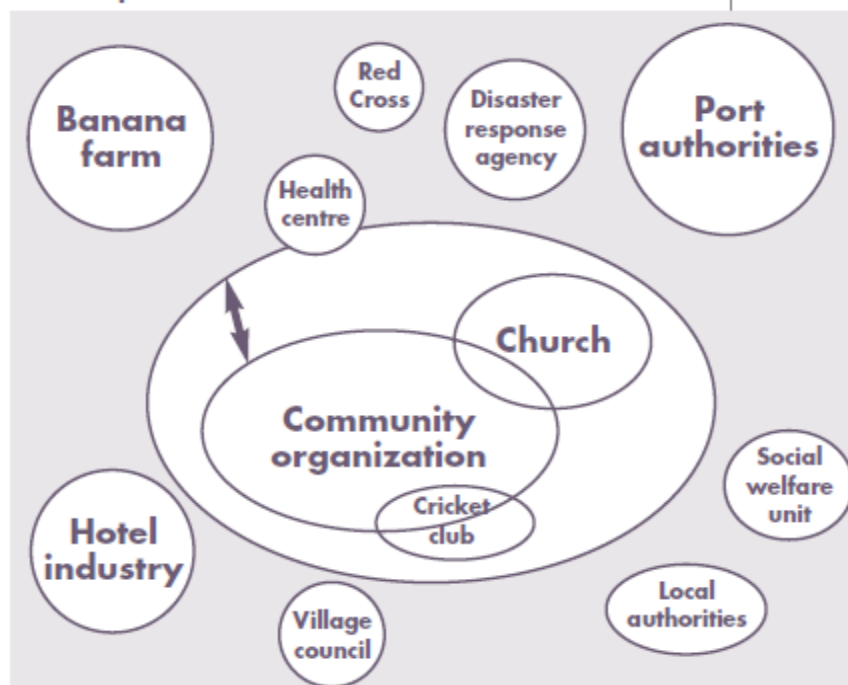 Red
Cross
Disaster
response
agency
Port
authorities
Banana
farm
Health
centre
Church
Community
organization
Cricket
club
Social
welfare
unit
Hotel
industry
Local
authorities
Village
council